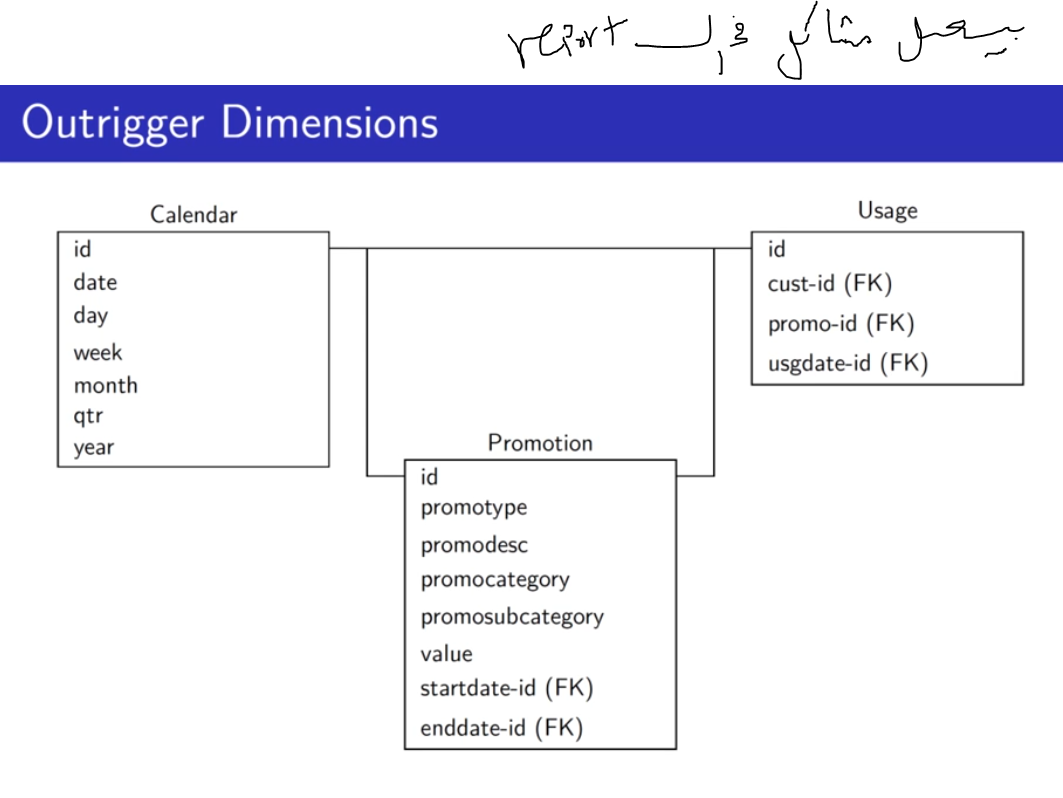 بيعمل مشاكل في الـ report
Outrigger Dimensions
Calendar
id
date
day
week
month
qtr
year
Usage
id
cust-id (FK)
promo-id (FK)
usgdate-id (FK)
Promotion
id
promotype
promodesc
promocategory
promosubcategory
value
startdate-id (FK)
enddate-id (FK)